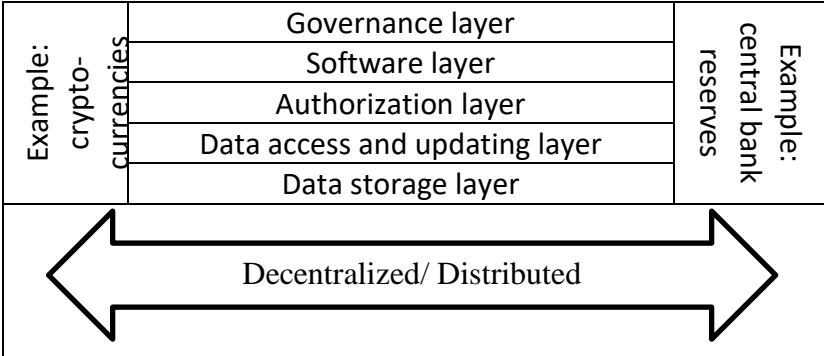 Example:
crypto-
currencies
Governance layer
Software layer
Authorization layer
Data access and updating layer
Data storage layer
Example:
central bank
reserves
Decentralized/ Distributed